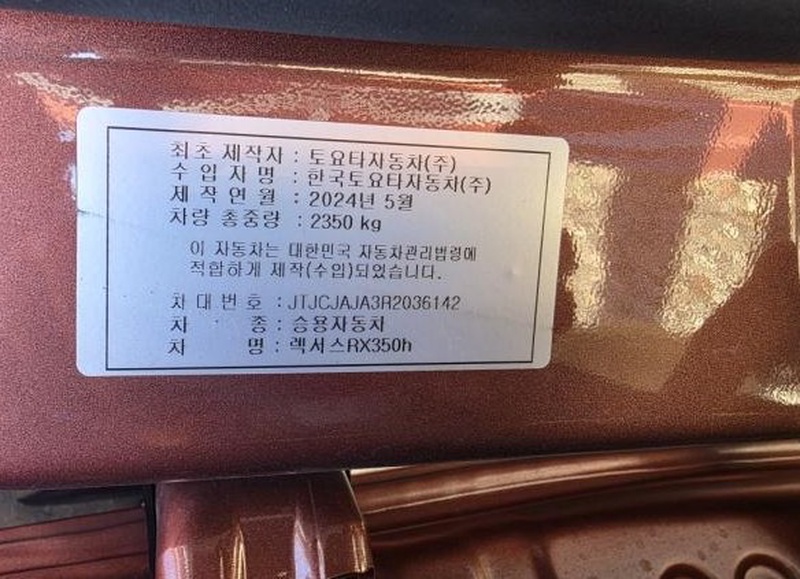 최초 제작자 : 토요타자동차(주)
수입자명 : 한국토요타자동차(주)
제작연월 : 2024년 5월
차량 총중량 : 2350 kg
이 자동차는 대한민국 자동차관리법령에
적합하게 제작(수입)되었습니다.
차대번호 : JTJCJAJA3R2036142
차 종 : 승용자동차
차 명 : 렉서스RX350h